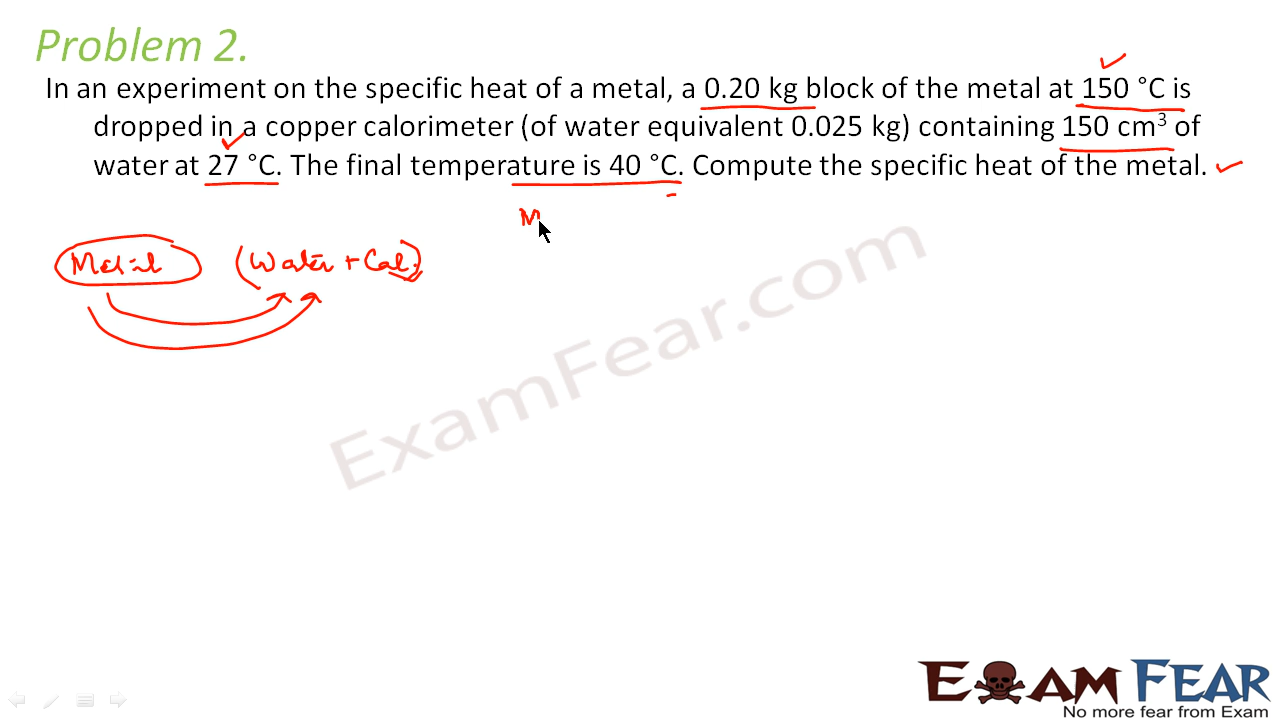 Problem 2.
In an experiment on the specific heat of a metal, a 0.20 kg block of the metal at 150 °C is
dropped in a copper calorimeter (of water equivalent 0.025 kg) containing 150 cm³ of
water at 27 °C. The final temperature is 40 °C. Compute the specific heat of the metal.
M
Metal (Water + Cal.)
ExamFear.com
EXAM FEAR
No more fear from Exam